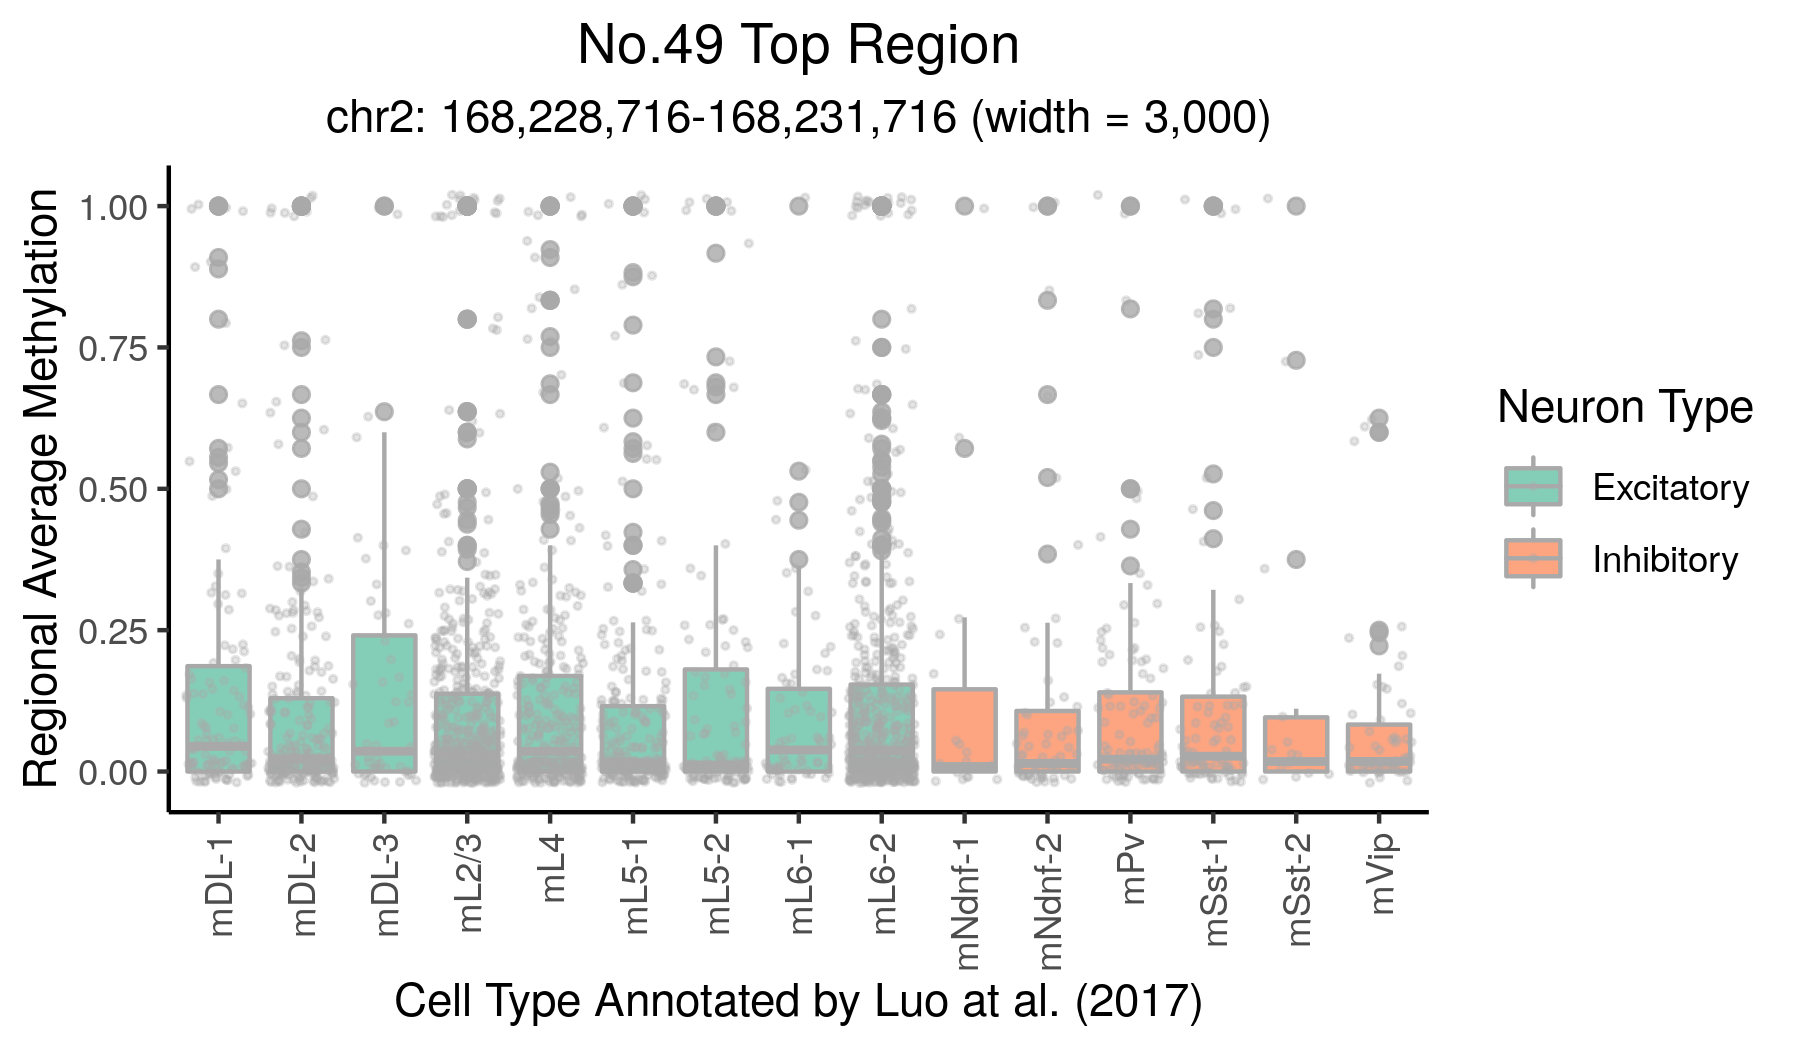 No.49 Top Region
chr2: 168,228,716-168,231,716 (width = 3,000)
Regional Average Methylation
1.00
0.75
0.50
0.25
0.00
mDL-1
mDL-2
mDL-3
mL2/3
mL4
mL5-1
mL5-2
mL6-1
mL6-2
mNdnf-1
mNdnf-2
mPv
mSst-1
mSst-2
mVip
Cell Type Annotated by Luo at al. (2017)
Neuron Type
Excitatory
Inhibitory